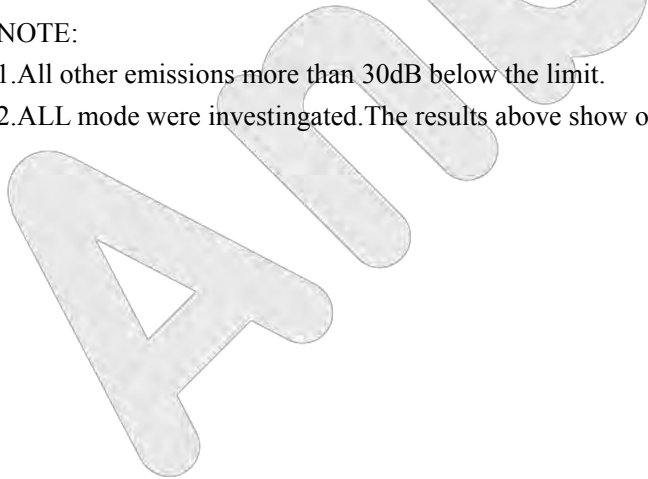 NOTE:
1.All other emissions more than 30dB below the limit.
2.ALL mode were investingated.The results above show o